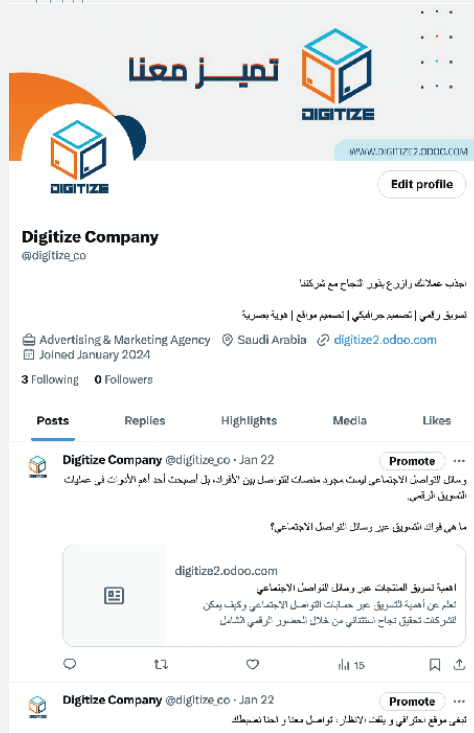 تميــز معنا
DIGITIZE
WWW.DIGITIZE2.ODOO.COM
DIGITIZE
Edit profile
Digitize Company
@digitize_co
اجذب عملائك وازرع بذور النجاح مع شركتنا
تسويق رقمي | تصميم جرافيكي | تصميم مواقع | هوية بصرية
Advertising & Marketing Agency Saudi Arabia digitize2.odoo.com
Joined January 2024
3 Following 0 Followers
Posts Replies Highlights Media Likes
Digitize Company @digitize_co · Jan 22 Promote
وسائل التواصل الاجتماعي ليست مجرد منصات للتواصل بين الأفراد، بل أصبحت أحد أهم الأدوات في عمليات
التسويق الرقمي.
ما هي فوائد التسويق عبر وسائل التواصل الاجتماعي؟
digitize2.odoo.com
اهمية تسويق المنتجات عبر وسائل التواصل الاجتماعي
تعلم عن أهمية التسويق عبر حسابات التواصل الاجتماعي وكيف يمكن
للشركات تحقيق نجاح استثنائي من خلال الحضور الرقمي الشامل
15
Digitize Company @digitize_co · Jan 22 Promote
تبغى موقع احترافي و يلفت الانظار، تواصل معنا و احنا نضبطك